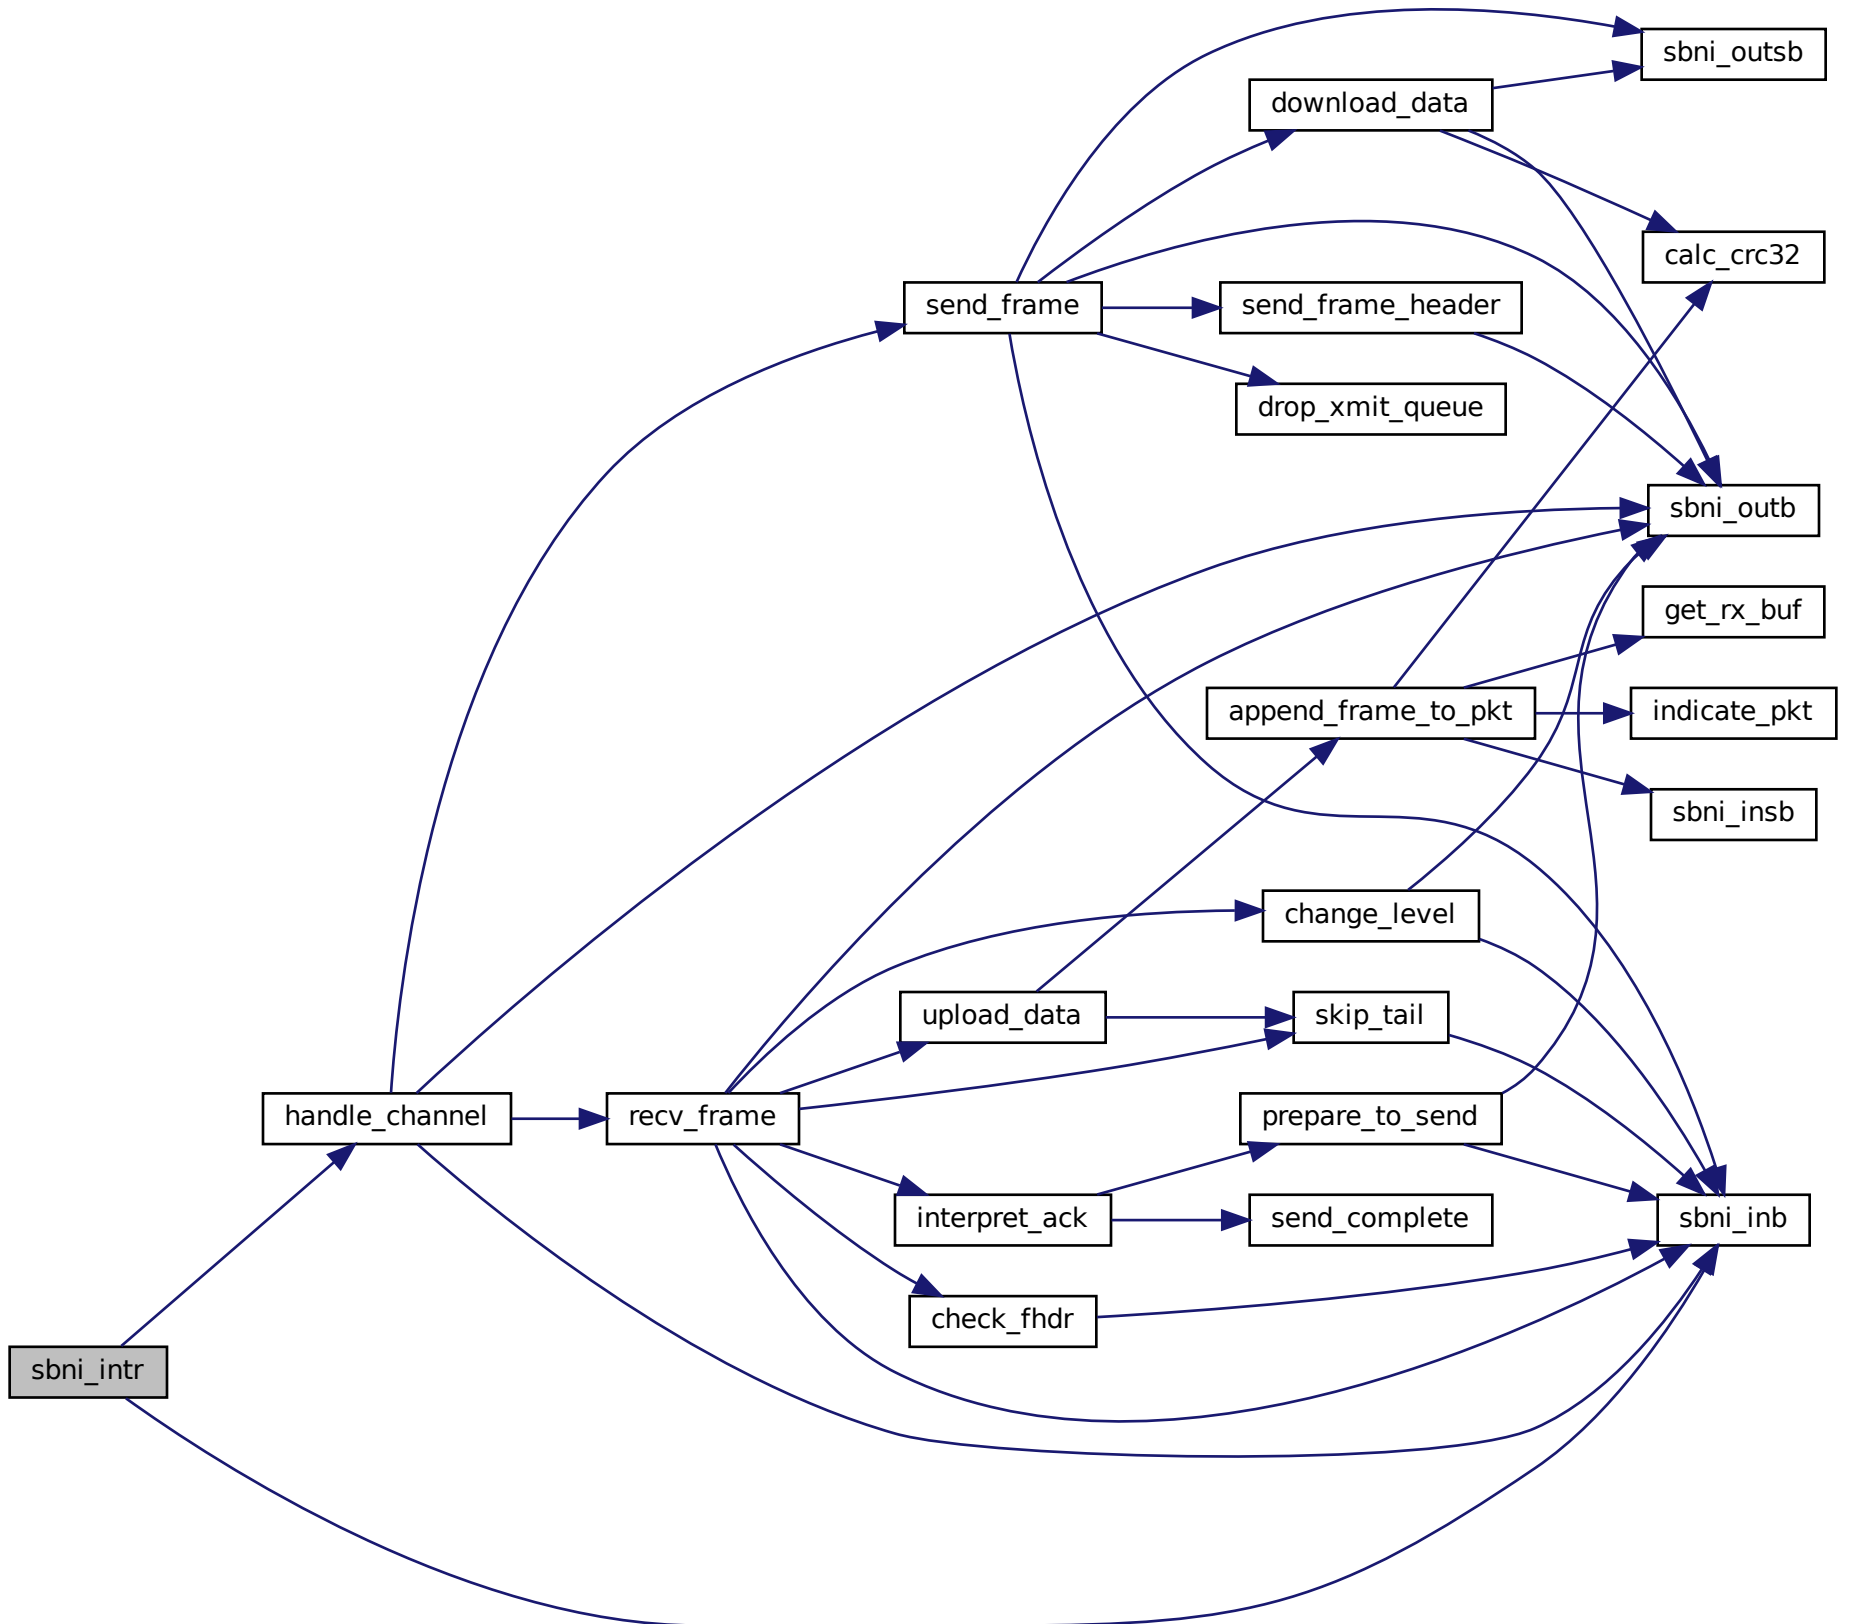 sbni_outsb
download_data
calc_crc32
send_frame
send_frame_header
drop_xmit_queue
sbni_outb
get_rx_buf
append_frame_to_pkt
indicate_pkt
sbni_insb
change_level
upload_data
skip_tail
handle_channel
recv_frame
prepare_to_send
interpret_ack
send_complete
sbni_inb
check_fhdr
sbni_intr